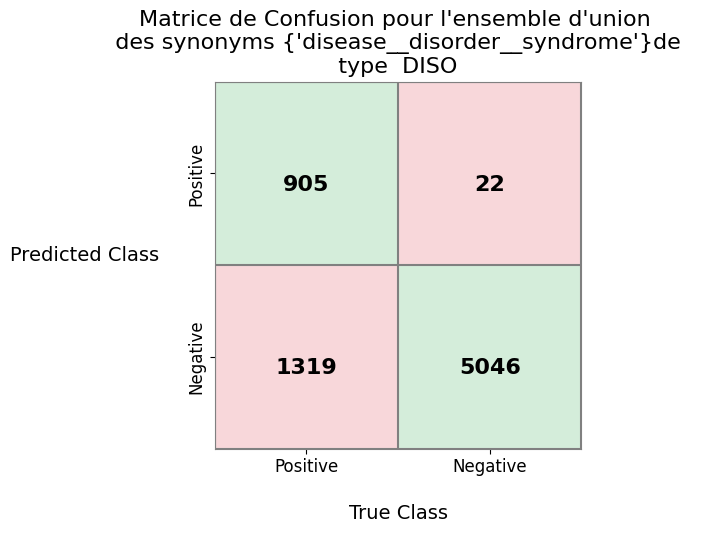 Matrice de Confusion pour l'ensemble d'union
des synonyms {'disease__disorder__syndrome'}de
type  DISO
Positive
905
22
Predicted Class
Negative
1319
5046
Positive
Negative
True Class